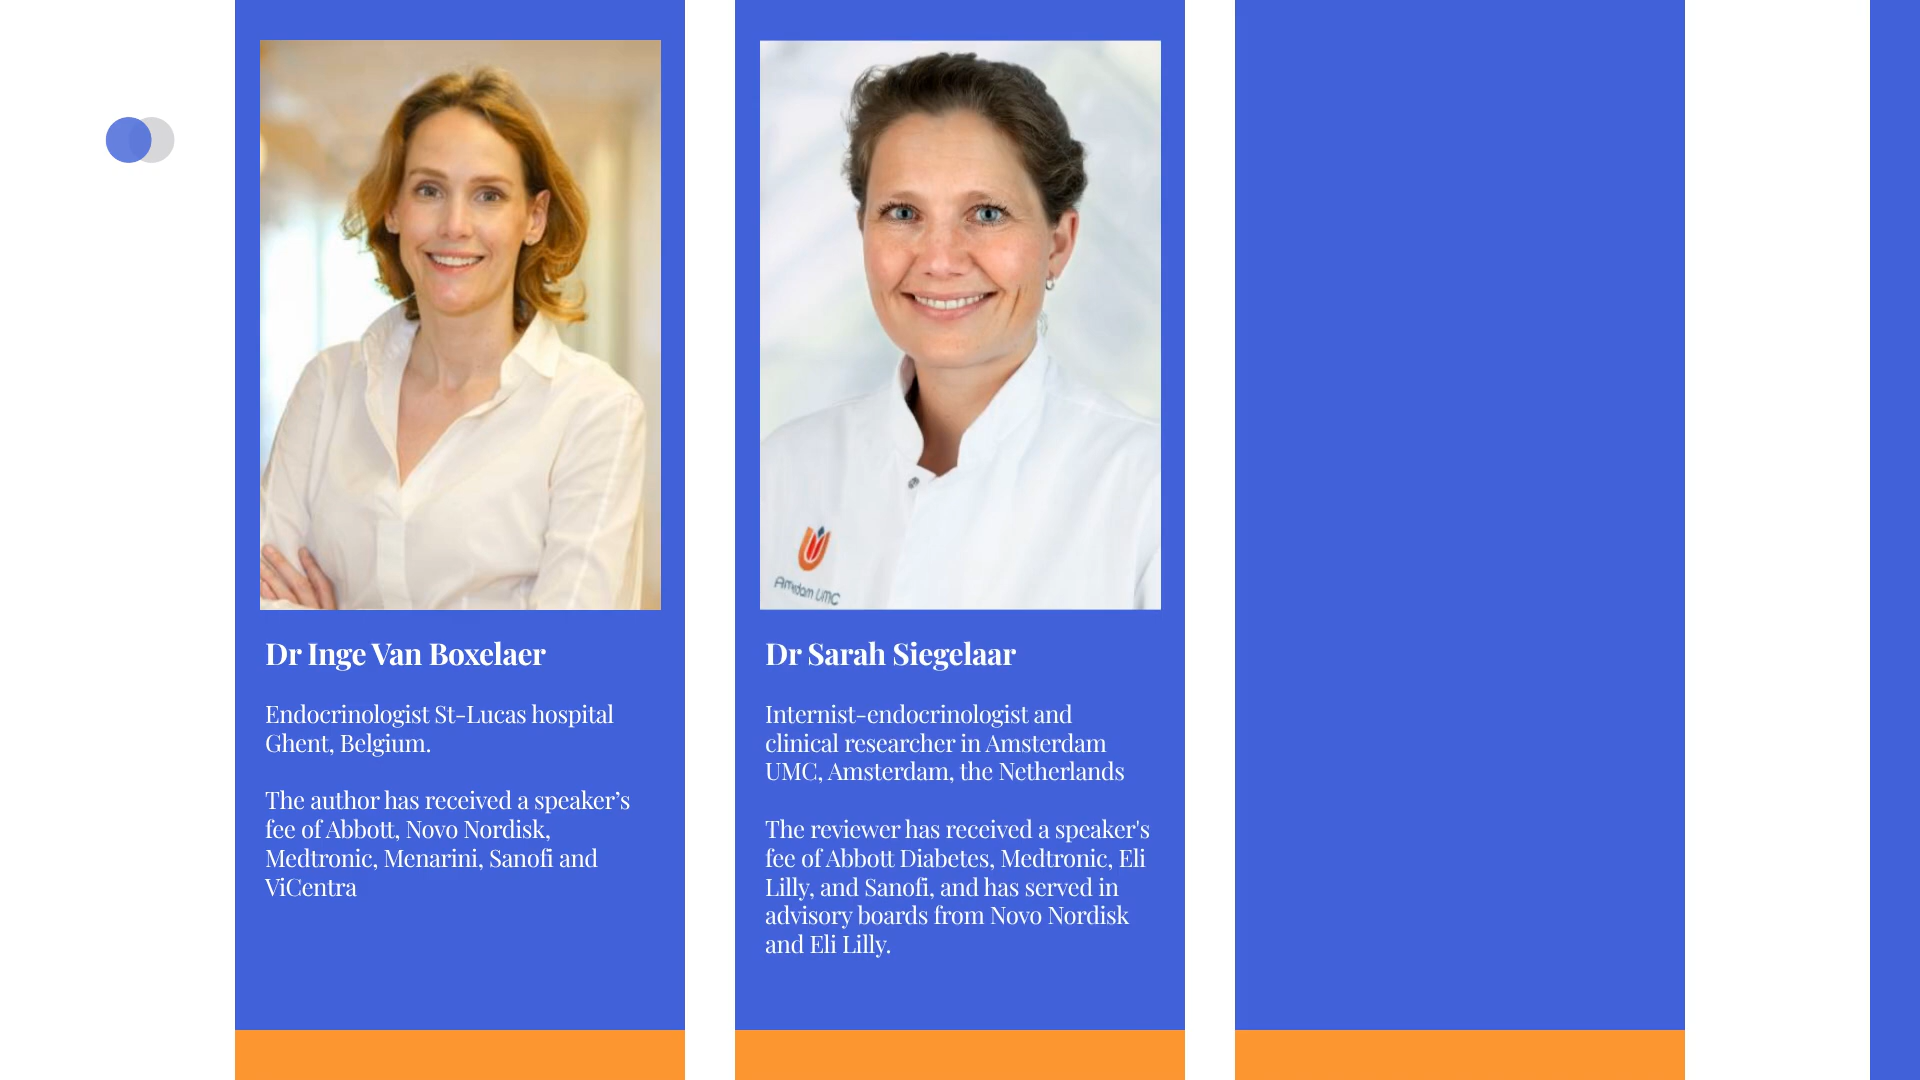 Dr Inge Van Boxelaer
Endocrinologist St-Lucas hospital
Ghent, Belgium.
The author has received a speaker’s
fee of Abbott, Novo Nordisk,
Medtronic, Menarini, Sanofi and
ViCentra
Amsterdam UMC
Dr Sarah Siegelaar
Internist-endocrinologist and
clinical researcher in Amsterdam
UMC, Amsterdam, the Netherlands
The reviewer has received a speaker's
fee of Abbott Diabetes, Medtronic, Eli
Lilly, and Sanofi, and has served in
advisory boards from Novo Nordisk
and Eli Lilly.